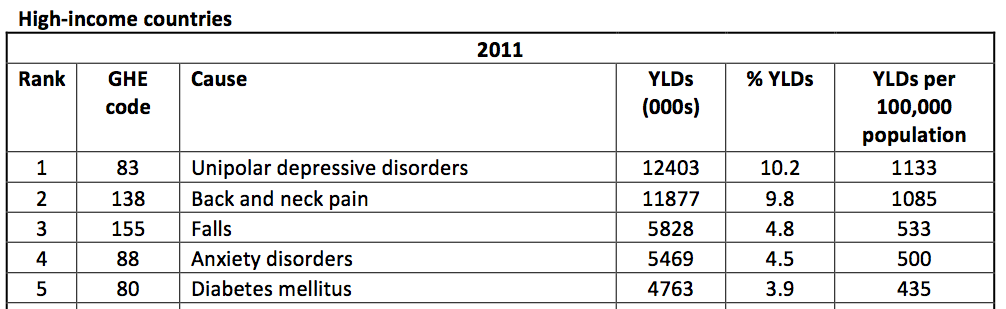 High-income countries
2011
Rank GHE code Cause YLDs (000s) % YLDs YLDs per 100,000 population
1 83 Unipolar depressive disorders 12403 10.2 1133
2 138 Back and neck pain 11877 9.8 1085
3 155 Falls 5828 4.8 533
4 88 Anxiety disorders 5469 4.5 500
5 80 Diabetes mellitus 4763 3.9 435